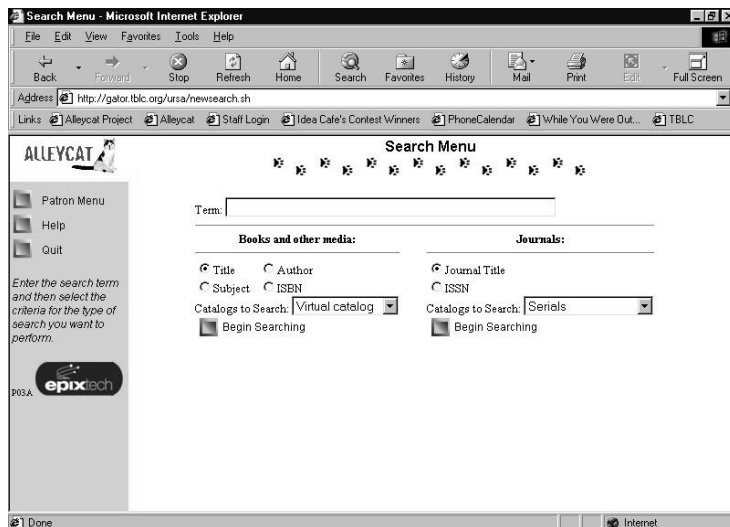 Search Menu - Microsoft Internet Explorer
File Edit View Favorites Tools Help
Back Forward Stop Refresh Home Search Favorites History Mail Print Edit Full Screen
Address http://gator.tblc.org/ursa/newsearch.sh
Links Alleycat Project Alleycat Staff Login Idea Cafe's Contest Winners PhoneCalendar While You Were Out... TBLC
ALLEYCAT
Search Menu
Patron Menu
Help
Quit
Enter the search term
and then select the
criteria for the type of
search you want to
perform.
P03A epixtech
Term:
Books and other media: Journals:
Title Author Journal Title
Subject ISBN ISSN
Catalogs to Search: Virtual catalog Catalogs to Search: Serials
Begin Searching Begin Searching
Done Internet